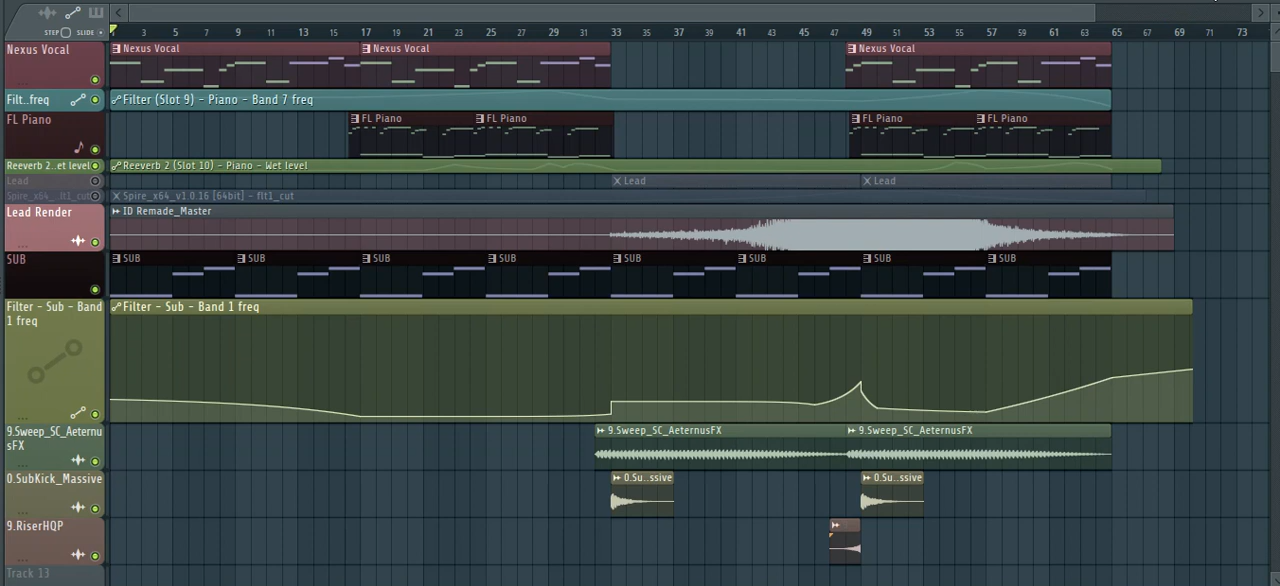 STEP SLIDE
5 7 9 11 13 15 17 19 21 23 25 27 29 31 33 35 37 39 41 43 45 47 49 51 53 55 57 59 61 63 65 67 69 71 73
Nexus Vocal Nexus Vocal Nexus Vocal Nexus Vocal
Filt..freq Filter (Slot 9) - Piano - Band 7 freq
FL Piano FL Piano FL Piano FL Piano FL Piano
Reeverb 2...et level Reeverb 2 (Slot 10) - Piano - Wet level
Lead Lead Lead
Spire_x64_. flt1_cut Spire_x64_v1.0.16 [64bit] - flt1_cut
Lead Render ID Remade_Master
SUB SUB SUB SUB SUB SUB SUB SUB SUB
Filter - Sub - Band Filter - Sub - Band 1 freq
1 freq
9.Sweep_SC_Aeternu 9.Sweep_SC_AeternusFX 9.Sweep_SC_AeternusFX
sFX
0.SubKick_Massive 0.Su..ssive 0.Su..ssive
9.RiserHQP
Track 13